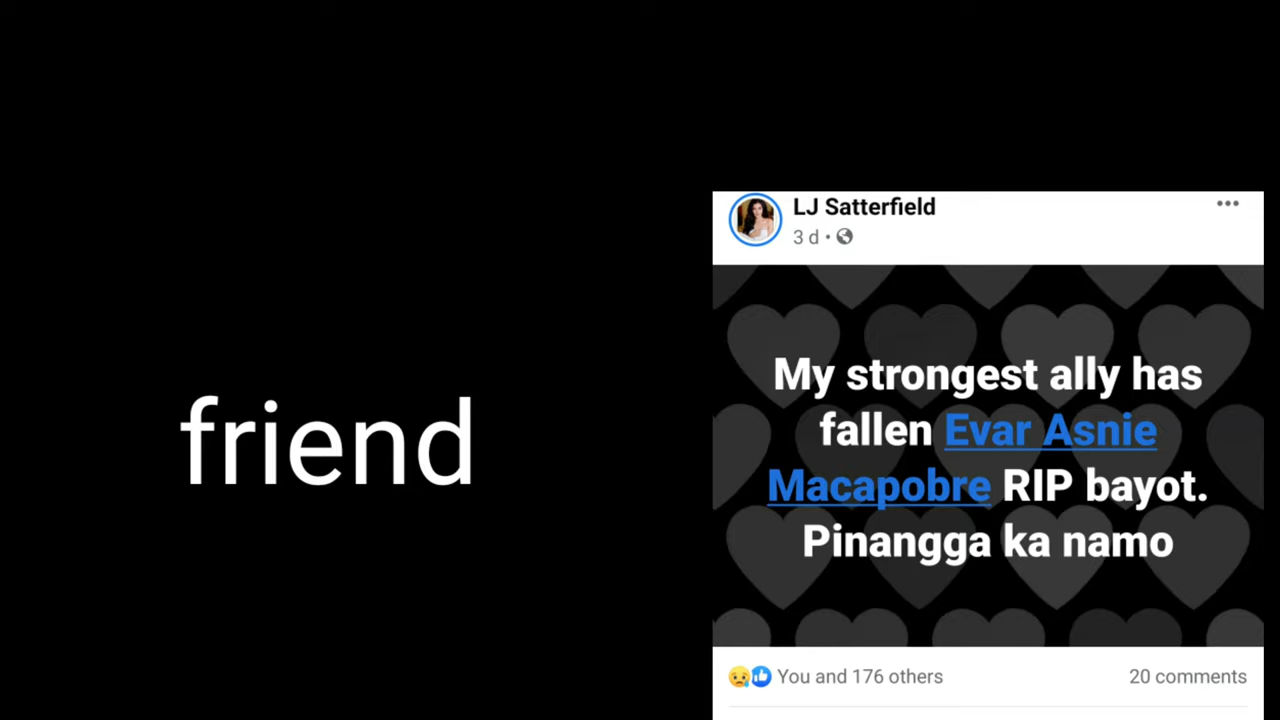 friend
LJ Satterfield
3 d •
My strongest ally has
fallen Evar Asnie
Macapobre RIP bayot.
Pinangga ka namo
You and 176 others
20 comments